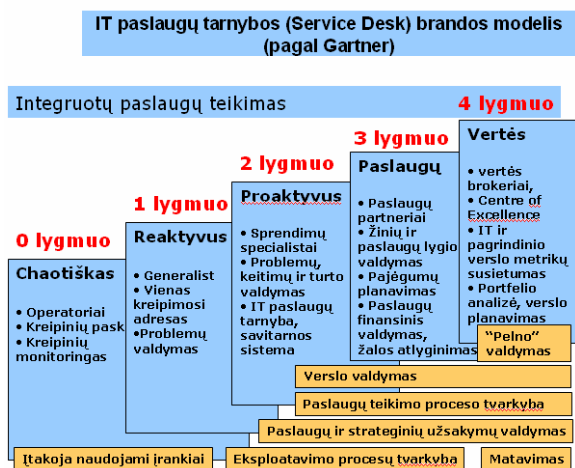 IT paslaugų tarnybos (Service Desk) brandos modelis
(pagal Gartner)
Integruotų paslaugų teikimas
0 lygmuo
Chaotiškas
• Operatoriai
• Kreipinių pask
• Kreipinių
monitoringas
1 lygmuo
Reaktyvus
• Generalist
• Vienas
kreipimosi
adresas
•Problemų
valdymas
2 lygmuo
Proaktyvus
• Sprendimų
specialistai
• Problemų,
keitimų ir turto
valdymas
• IT paslaugų
tarnyba,
savitarnos
sistema
3 lygmuo
Paslaugų
• Paslaugų
partneriai
• Žinių ir
paslaugų lygio
valdymas
• Pajėgumų
planavimas
• Paslaugų
finansinis
valdymas,
žalos atlyginimas
4 lygmuo
Vertės
• vertės
brokeriai,
• Centre of
Excellence
• IT ir
pagrindinio
verslo metrikų
susietumas
• Portfelio
analizė, verslo
planavimas
“Pelno”
valdymas
Verslo valdymas
Paslaugų teikimo proceso tvarkyba
Paslaugų ir strateginių užsakymų valdymas
Įtakoja naudojami įrankiai
Eksploatavimo procesų tvarkyba
Matavimas